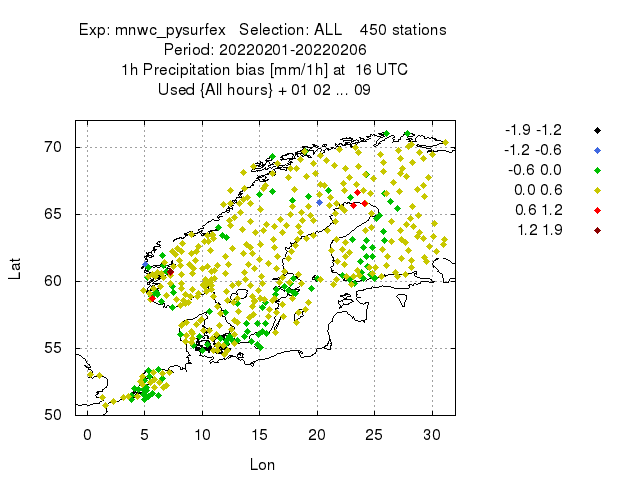 Exp: mnwc_pysurfex   Selection: ALL    450 stations
Period: 20220201-20220206
1h Precipitation bias [mm/1h] at  16 UTC
Used {All hours} + 01 02 ... 09
-1.9 -1.2
-1.2 -0.6
-0.6 0.0
0.0 0.6
0.6 1.2
1.2 1.9
70
65
60
55
50
Lat
0 5 10 15 20 25 30
Lon